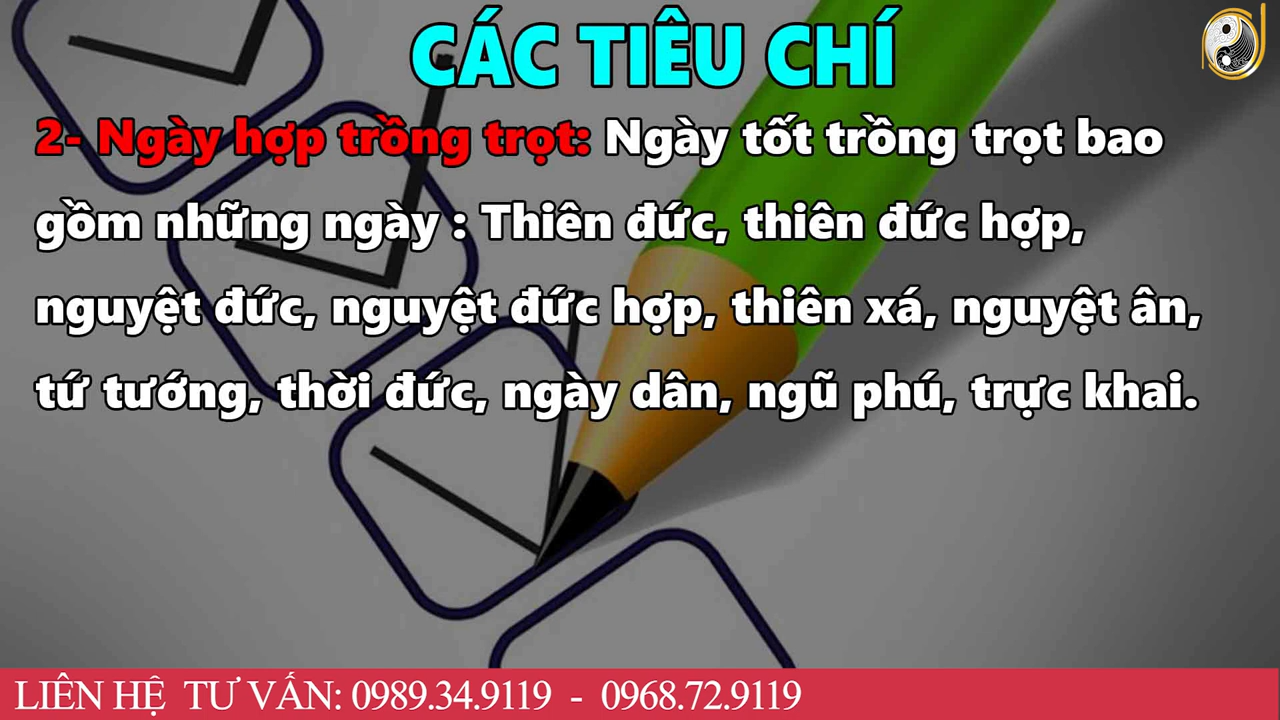 CÁC TIÊU CHÍ
2- Ngày hợp trồng trọt: Ngày tốt trồng trọt bao
gồm những ngày : Thiên đức, thiên đức hợp,
nguyệt đức, nguyệt đức hợp, thiên xá, nguyệt ân,
tứ tướng, thời đức, ngày dân, ngũ phú, trực khai.
LIÊN HỆ TƯ VẤN: 0989.34.9119 - 0968.72.9119